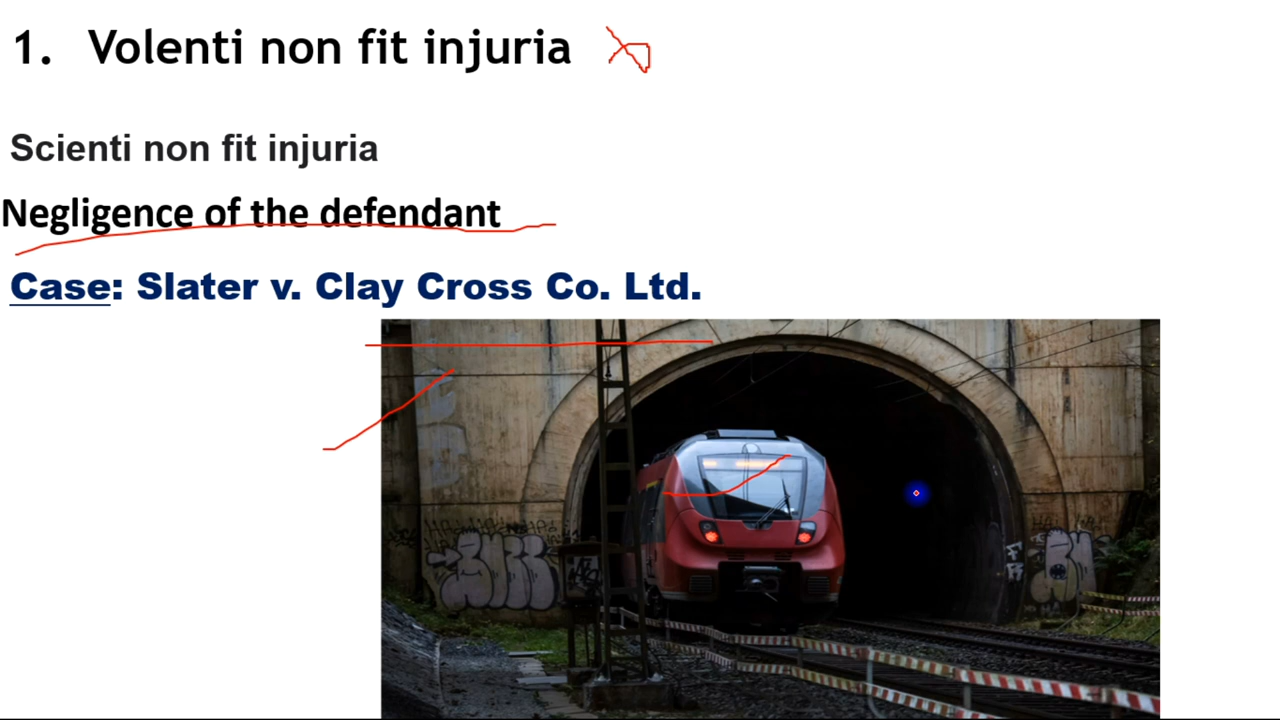 1. Volenti non fit injuria
Scienti non fit injuria
Negligence of the defendant
Case: Slater v. Clay Cross Co. Ltd.